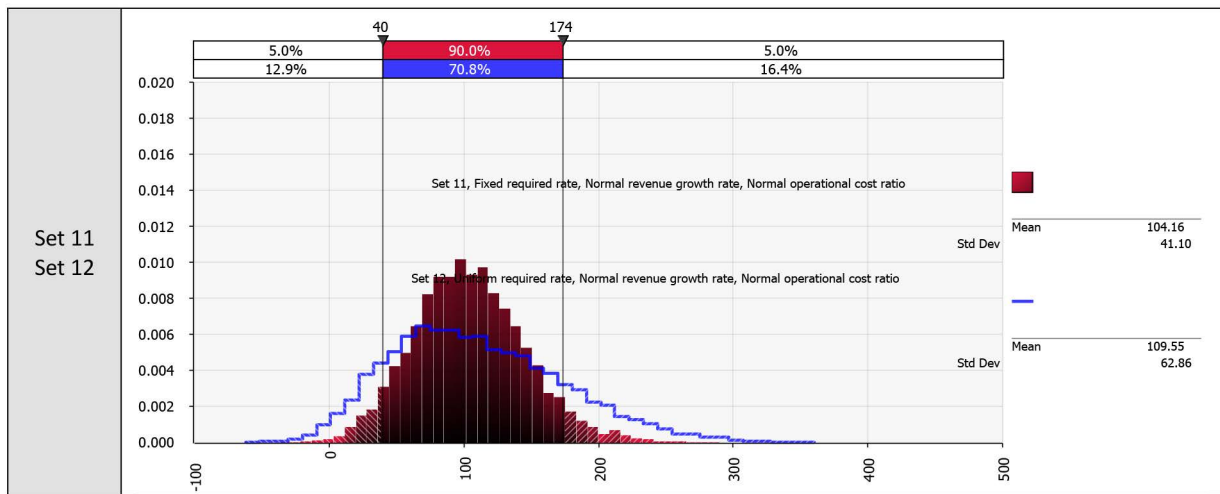 Set 11
Set 12
40 174
5.0% 90.0% 5.0%
12.9% 70.8% 16.4%
0.020
0.018
0.016
0.014
0.012
0.010
0.008
0.006
0.004
0.002
0.000
-100 0 100 200 300 400 500
Set 11, Fixed required rate, Normal revenue growth rate, Normal operational cost ratio
Mean 104.16
Std Dev 41.10
Set 12, Uniform required rate, Normal revenue growth rate, Normal operational cost ratio
Mean 109.55
Std Dev 62.86